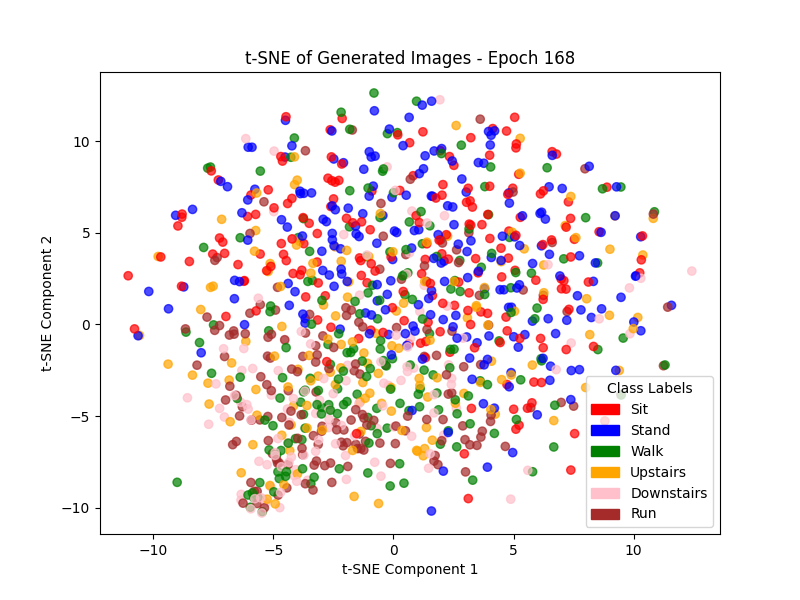 t-SNE of Generated Images - Epoch 168
t-SNE Component 2
10
5
0
−5
−10
−10
−5
0
5
10
t-SNE Component 1
Class Labels
Sit
Stand
Walk
Upstairs
Downstairs
Run